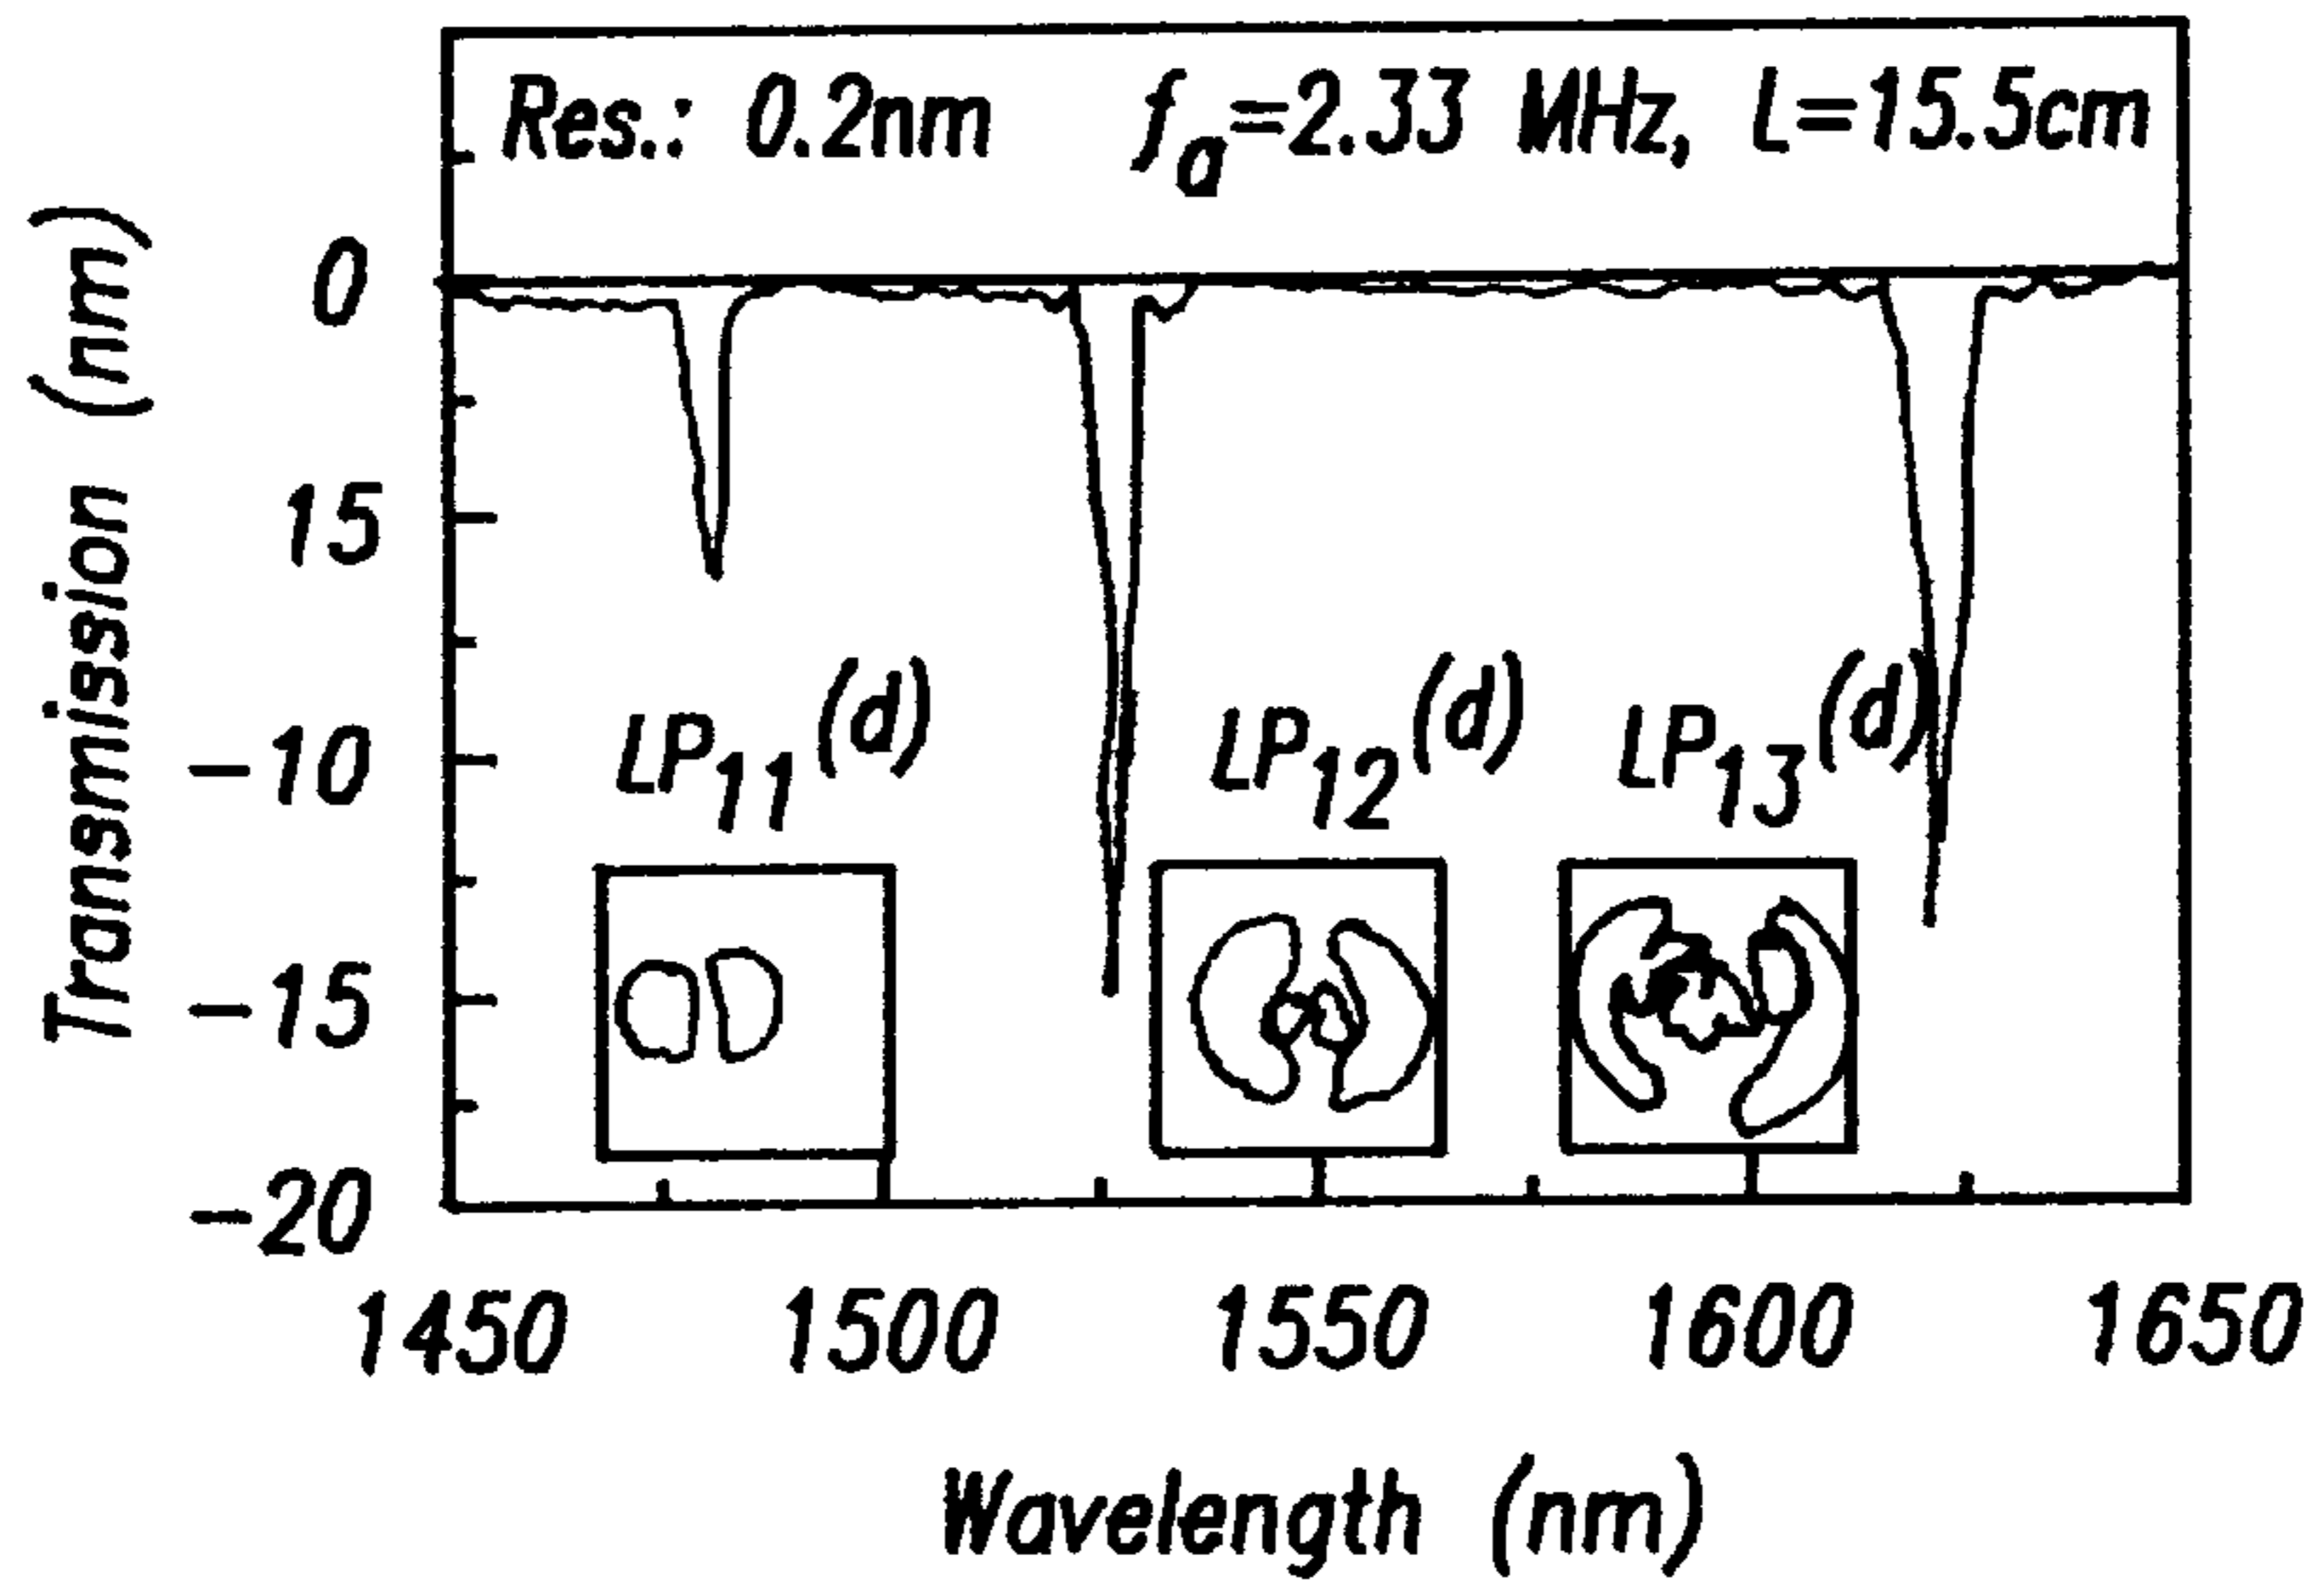 Res.: 0.2nm fa=2.33 MHz, L=15.5cm
Transmission (nm)
0
15
-10
-15
-20
LP11(d) LP12(d) LP13(d)
1450 1500 1550 1600 1650
Wavelength (nm)